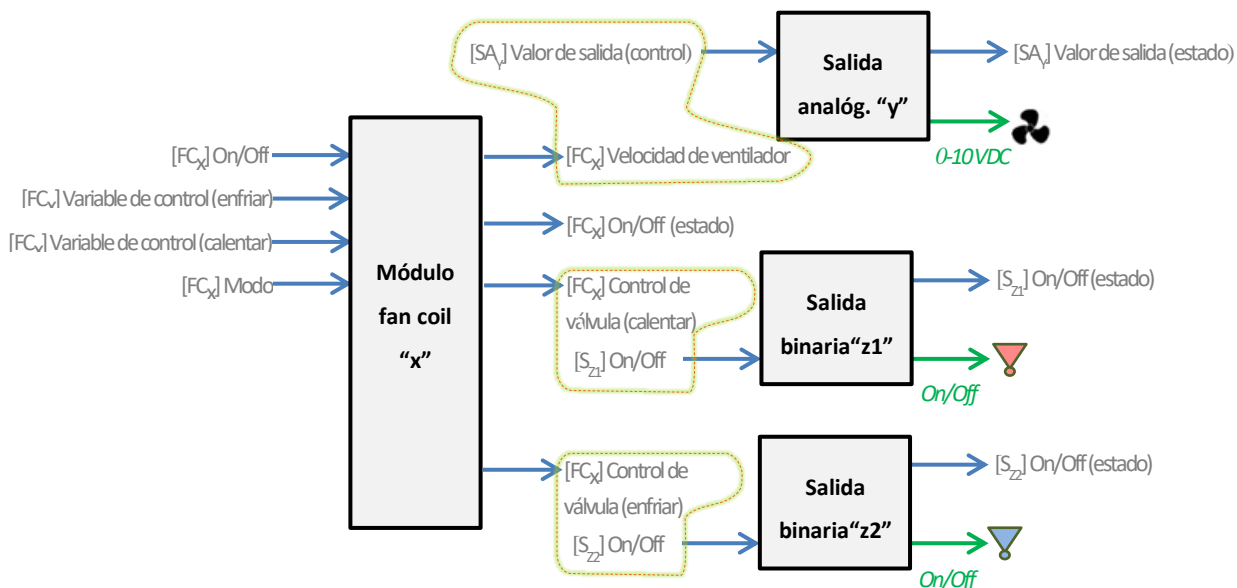 [SAy] Valor de salida (control)
Salida
analóg. “y”
[SAy] Valor de salida (estado)
0-10 VDC
[FCx] On/Off
[FCx] Variable de control (enfriar)
[FCx] Variable de control (calentar)
[FCx] Modo
Módulo
fan coil
“x”
[FCx] Velocidad de ventilador
[FCx] On/Off (estado)
[FCx] Control de
válvula (calentar)
[SZ1] On/Off
Salida
binaria“z1”
[SZ1] On/Off (estado)
On/Off
[FCx] Control de
válvula (enfriar)
[SZ2] On/Off
Salida
binaria“z2”
[SZ2] On/Off (estado)
On/Off